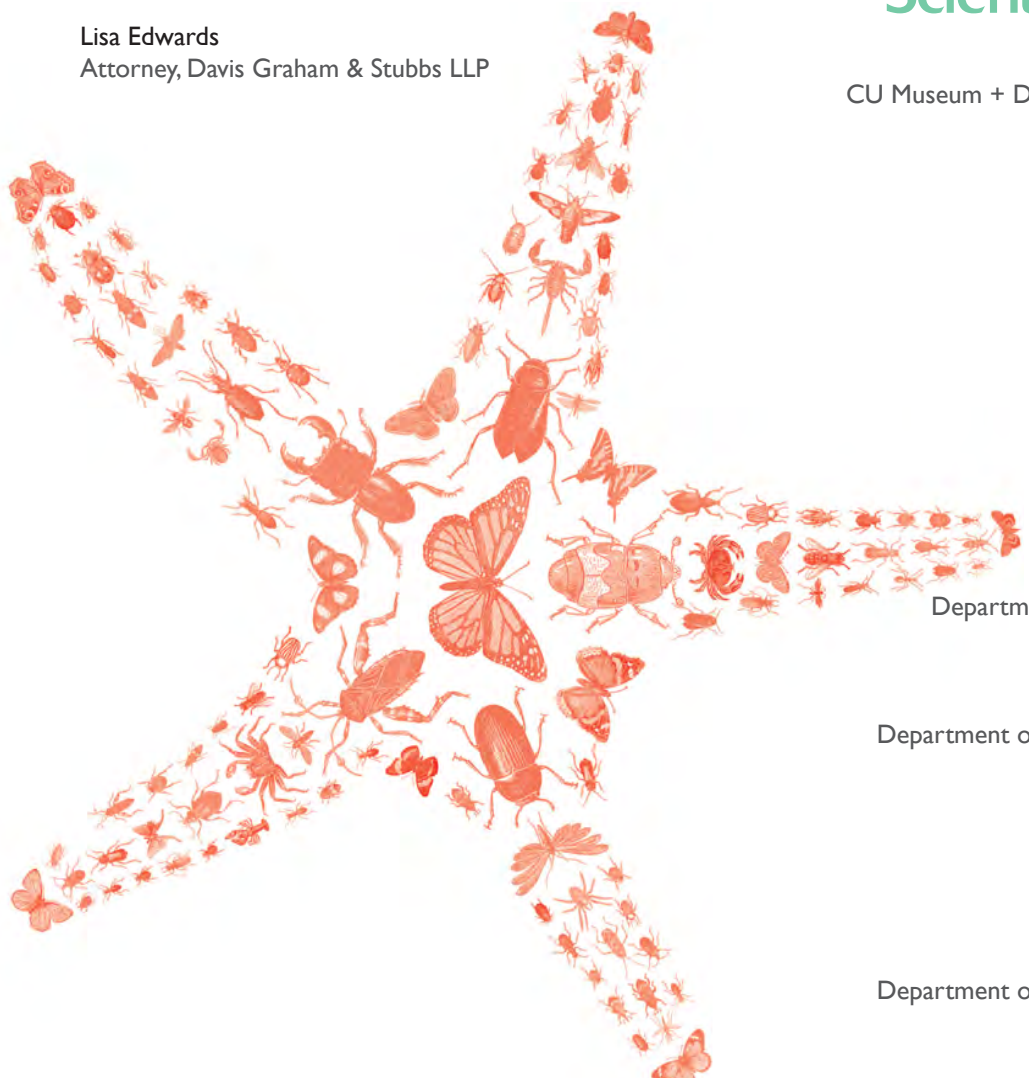 Lisa Edwards
Attorney, Davis Graham & Stubbs LLP
CU Museum + D
Departm
Department o
Department o